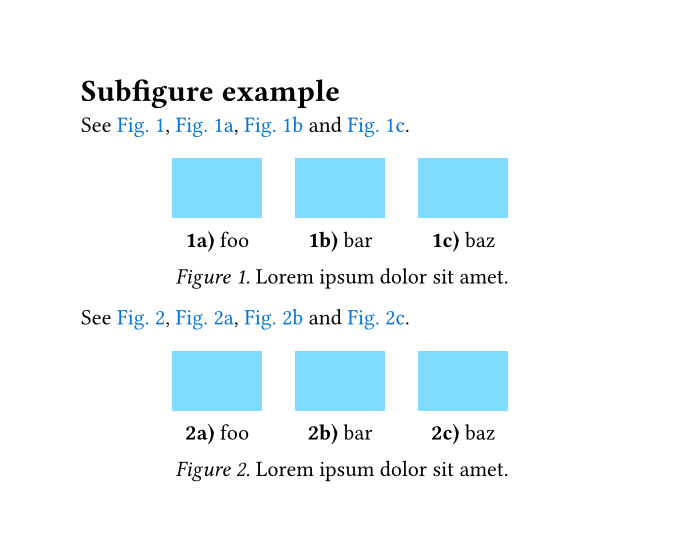 Subfigure example
See Fig. 1, Fig. 1a, Fig. 1b and Fig. 1c.
1a) foo 1b) bar 1c) baz
Figure 1. Lorem ipsum dolor sit amet.
See Fig. 2, Fig. 2a, Fig. 2b and Fig. 2c.
2a) foo 2b) bar 2c) baz
Figure 2. Lorem ipsum dolor sit amet.